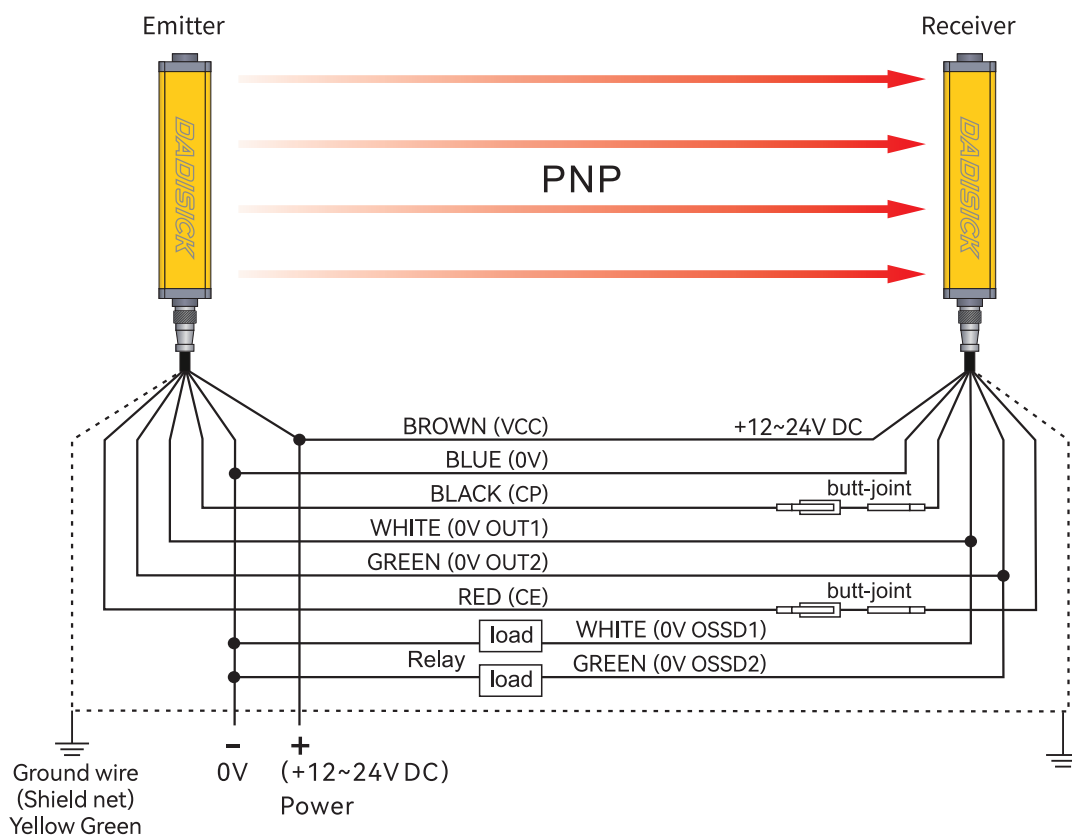 Emitter
Receiver
DADISICK
DADISICK
PNP
BROWN (VCC)
+12~24V DC
BLUE (0V)
BLACK (CP)
butt-joint
WHITE (0V OUT1)
GREEN (0V OUT2)
RED (CE)
butt-joint
load
WHITE (0V OSSD1)
Relay
load
GREEN (0V OSSD2)
- +
0V
(+12~24V DC)
Power
Ground wire
(Shield net)
Yellow Green